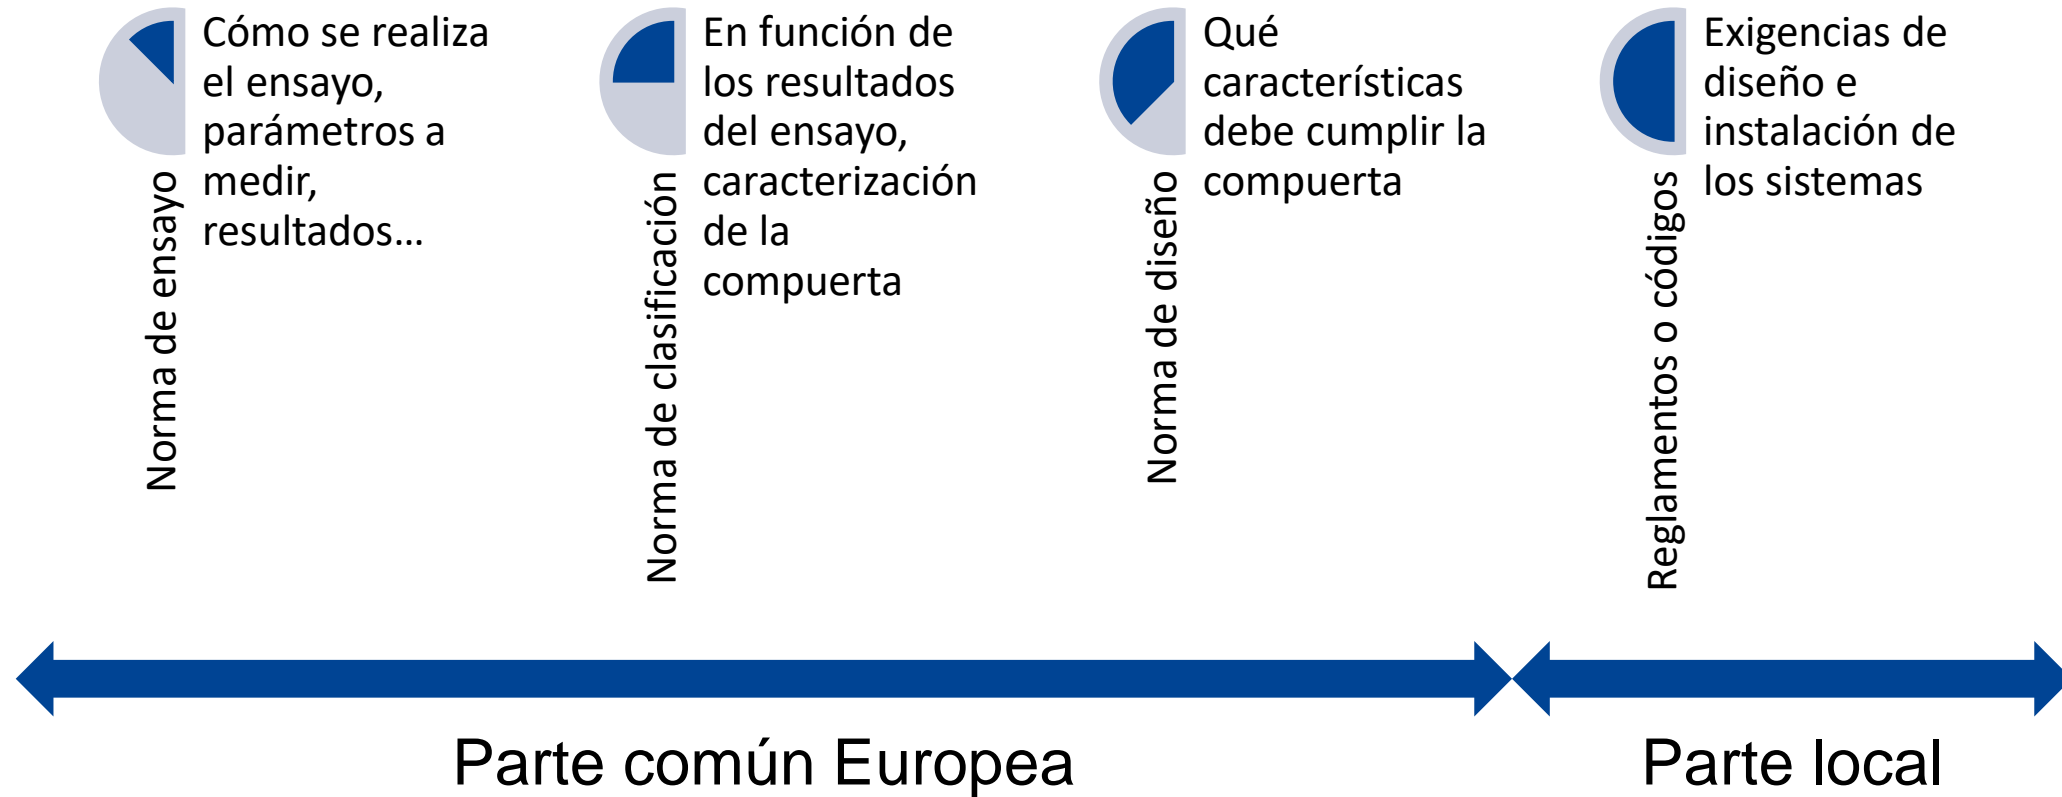 Cómo se realiza
el ensayo,
parámetros a
medir,
resultados…
Norma de ensayo
En función de
los resultados
del ensayo,
caracterización
de la
compuerta
Norma de clasificación
Qué
características
debe cumplir la
compuerta
Norma de diseño
Exigencias de
diseño e
instalación de
los sistemas
Reglamentos o códigos
Parte común Europea
Parte local